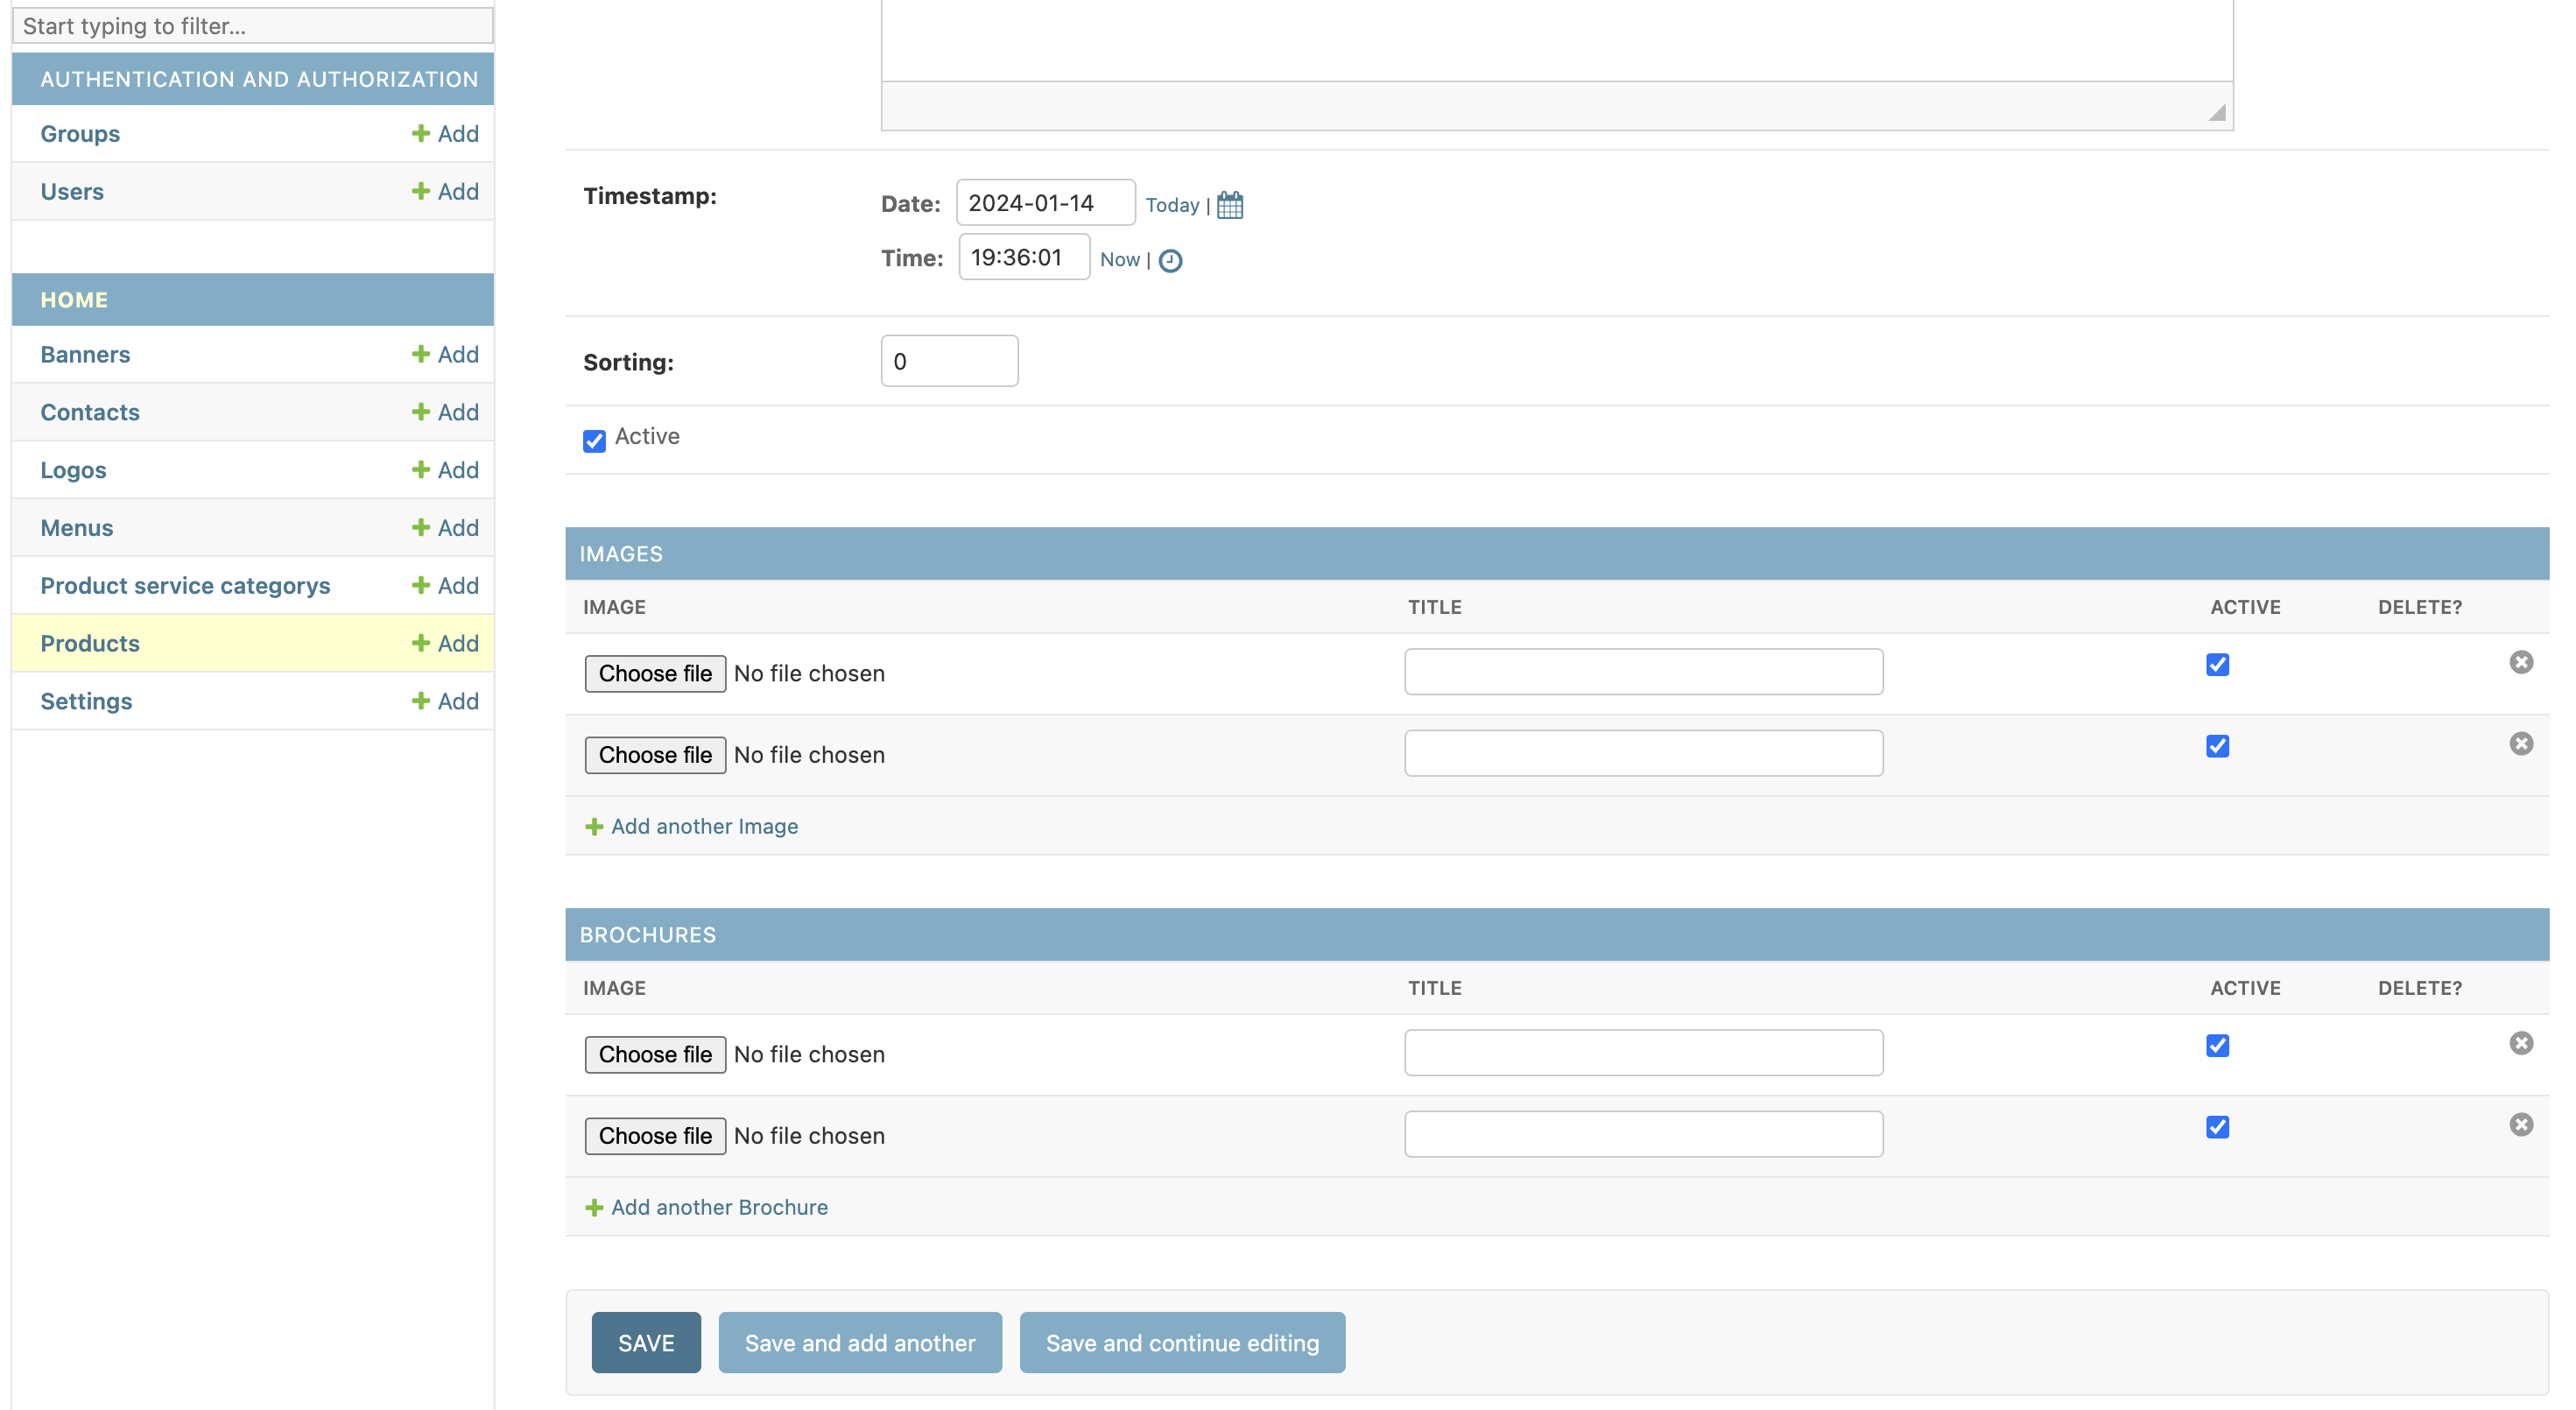 Start typing to filter...
AUTHENTICATION AND AUTHORIZATION
Groups Add
Users Add
HOME
Banners Add
Contacts Add
Logos Add
Menus Add
Product service categorys Add
Products Add
Settings Add
Timestamp:
Date: 2024-01-14 Today |
Time: 19:36:01 Now |
Sorting: 0
Active
IMAGES
IMAGE TITLE ACTIVE DELETE?
Choose file No file chosen
Choose file No file chosen
Add another Image
BROCHURES
IMAGE TITLE ACTIVE DELETE?
Choose file No file chosen
Choose file No file chosen
Add another Brochure
SAVE Save and add another Save and continue editing